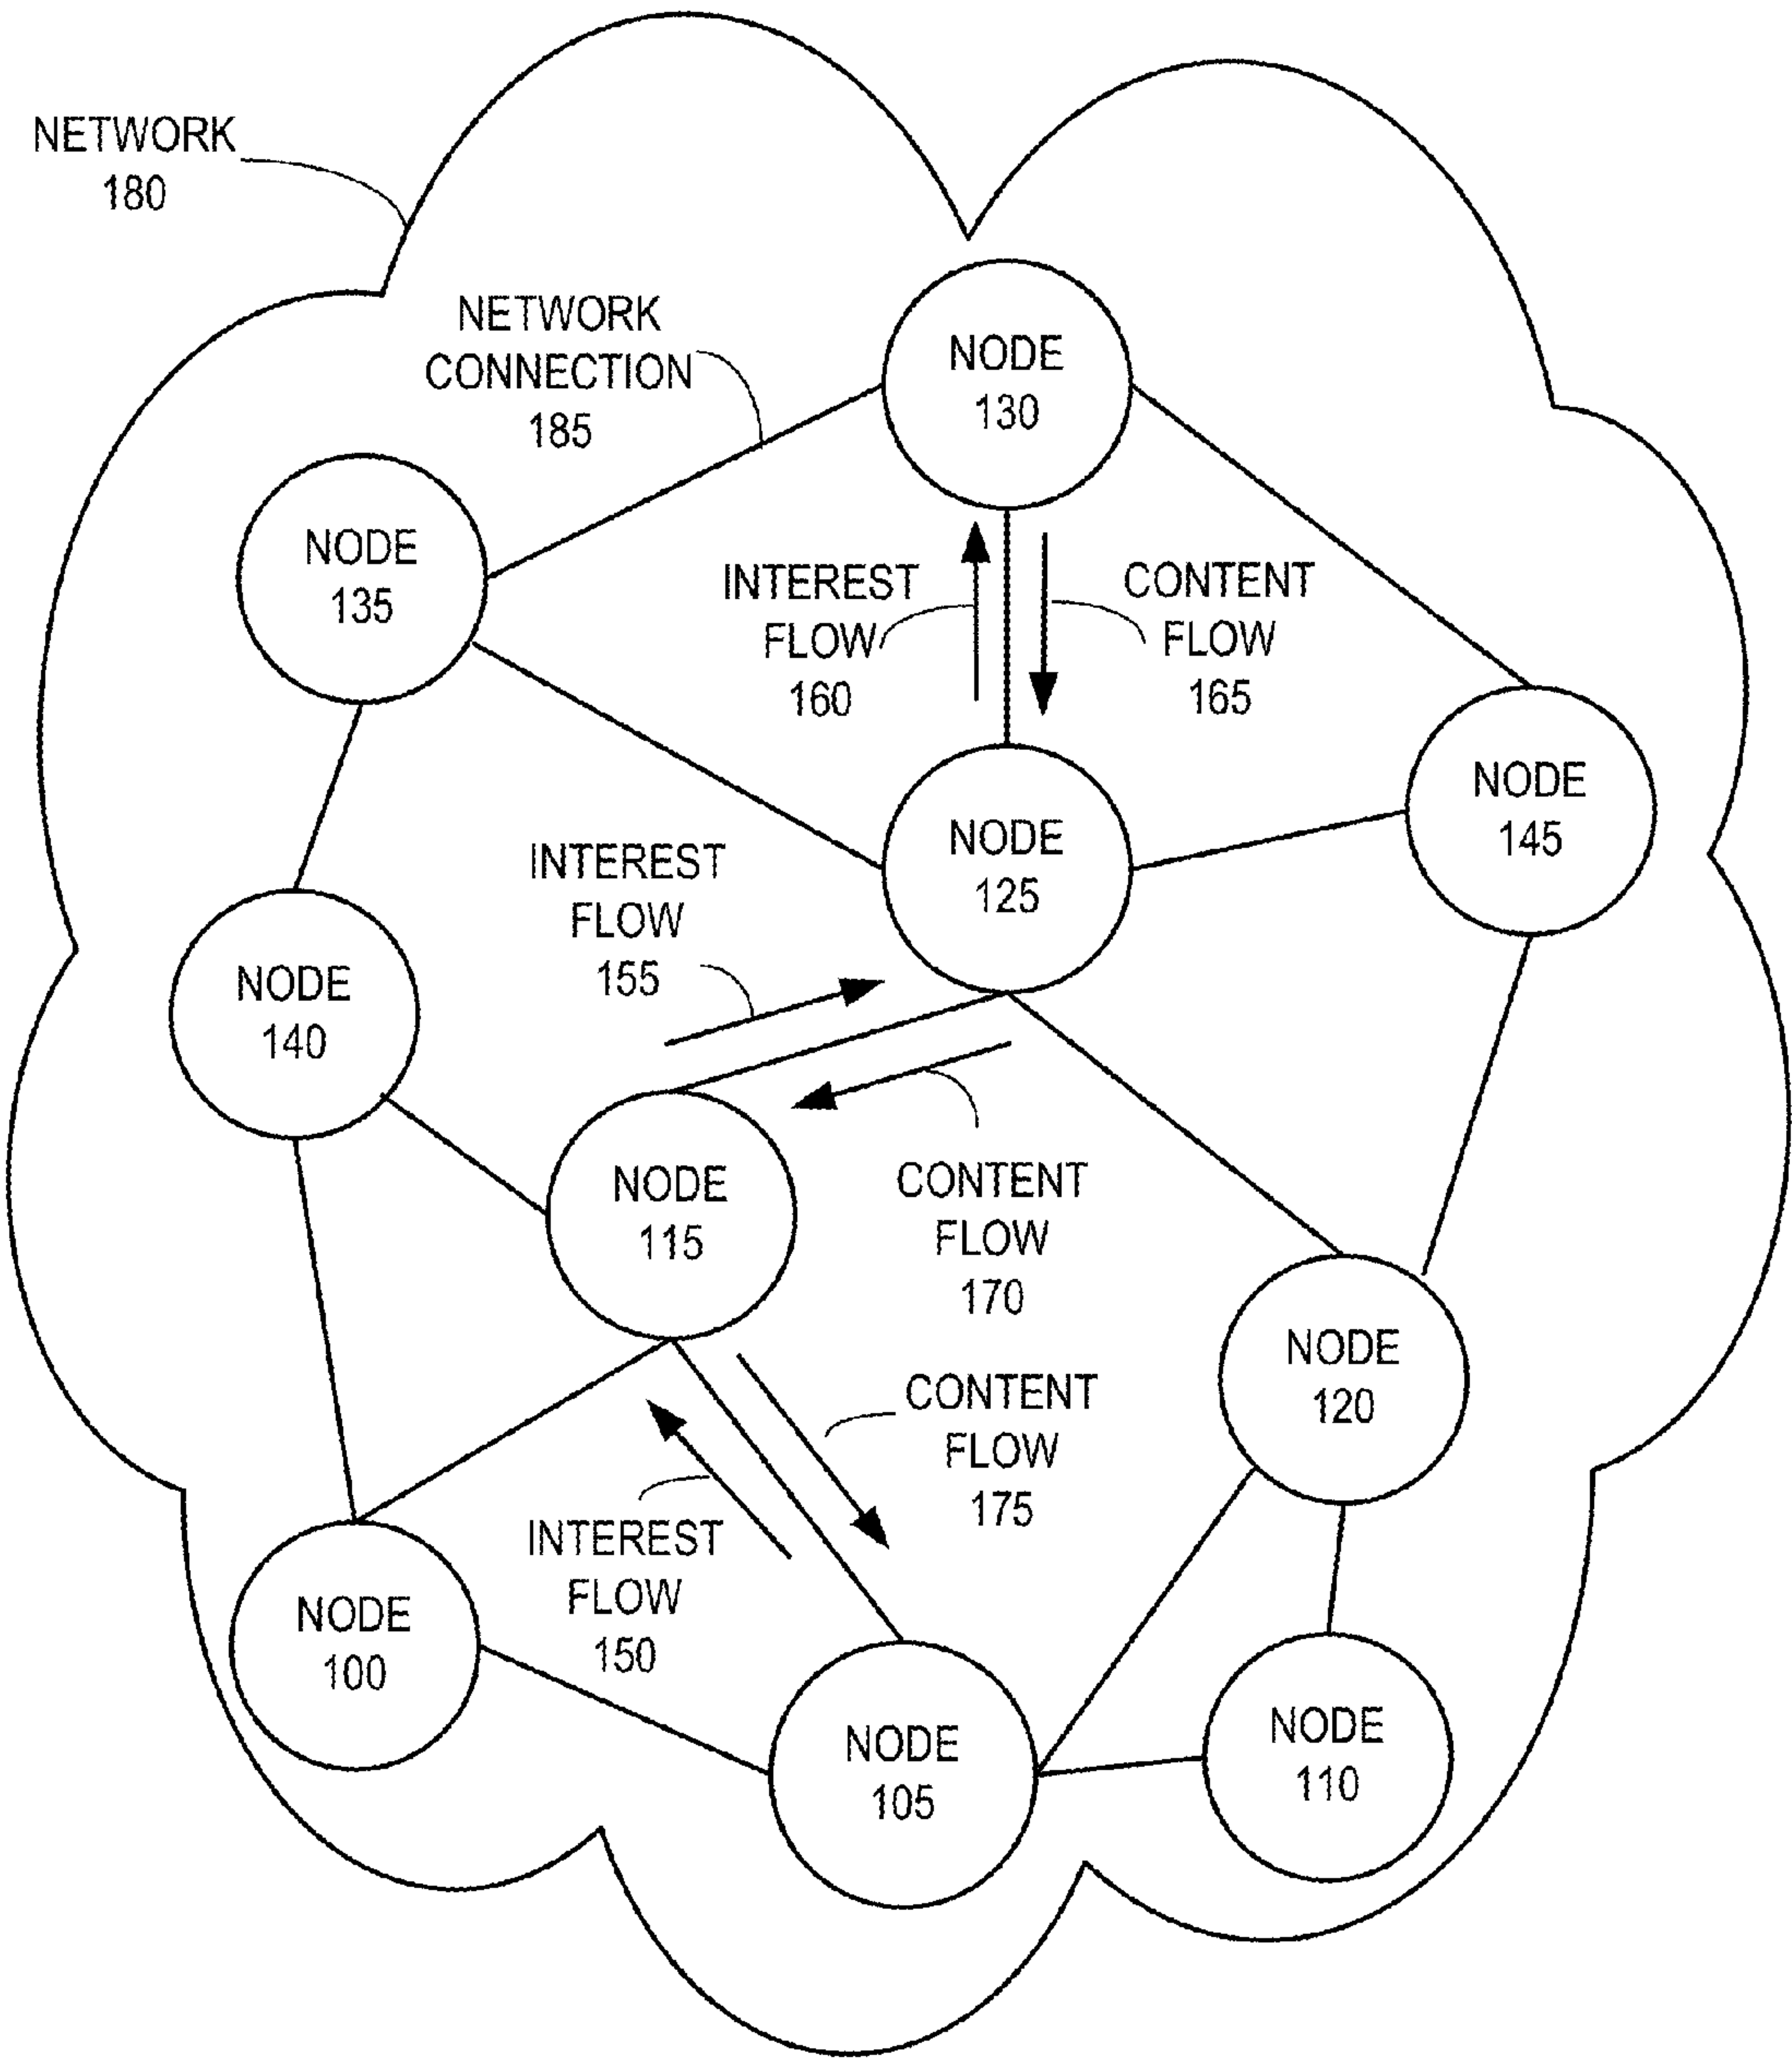 NETWORK
180
NETWORK
CONNECTION
185
NODE
130
NODE
135
INTEREST
FLOW
160
CONTENT
FLOW
165
NODE
145
NODE
125
INTEREST
FLOW
155
NODE
140
NODE
115
CONTENT
FLOW
170
NODE
120
CONTENT
FLOW
175
INTEREST
FLOW
150
NODE
100
NODE
105
NODE
110